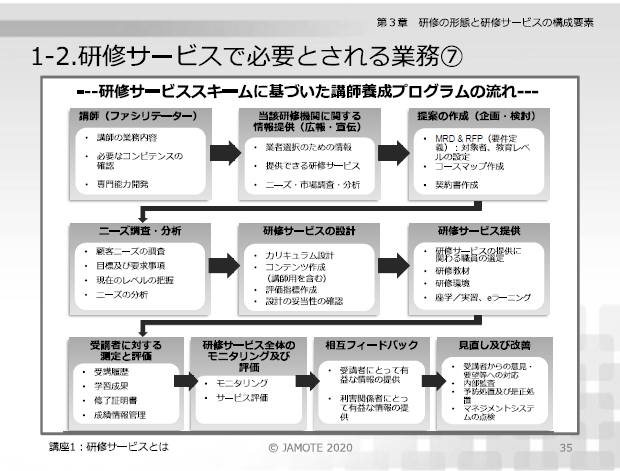 第３章　研修の形態と研修サービスの構成要素
1-2.研修サービスで必要とされる業務⑦
---研修サービススキームに基づいた講師養成プログラムの流れ---
講師（ファシリテーター）
• 講師の業務内容
• 必要なコンピテンスの
確認
• 専門能力開発
当該研修機関に関する
情報提供（広報・宣伝）
• 業者選択のための情報
• 提供できる研修サービス
• ニーズ・市場調査・分析
提案の作成（企画・検討）
• MRD & RFP（要件定
義）：対象者、教育レベ
ルの設定
• コースマップ作成
• 契約書作成
ニーズ調査・分析
• 顧客ニーズの調査
• 目標及び要求事項
• 現在のレベルの把握
• ニーズの分析
研修サービスの設計
• カリキュラム設計
• コンテンツ作成
（講師用を含む）
• 評価指標作成
• 設計の妥当性の確認
研修サービス提供
• 研修サービスの提供に
関わる職員の選定
• 研修教材
• 研修環境
• 座学／実習、eラーニング
受講者に対する
測定と評価
• 受講履歴
• 学習成果
• 修了証明書
• 成績情報管理
研修サービス全体の
モニタリング及び
評価
• モニタリング
• サービス評価
相互フィードバック
• 受講者にとって有
益な情報の提供
• 利害関係者にとっ
て有益な情報の提
供
見直し及び改善
• 受講者からの意見・
要望等への対応
• 内部監査
• 予防処置及び是正処
置
• マネジメントシステ
ムの点検
講座1：研修サービスとは
© JAMOTE 2020
35